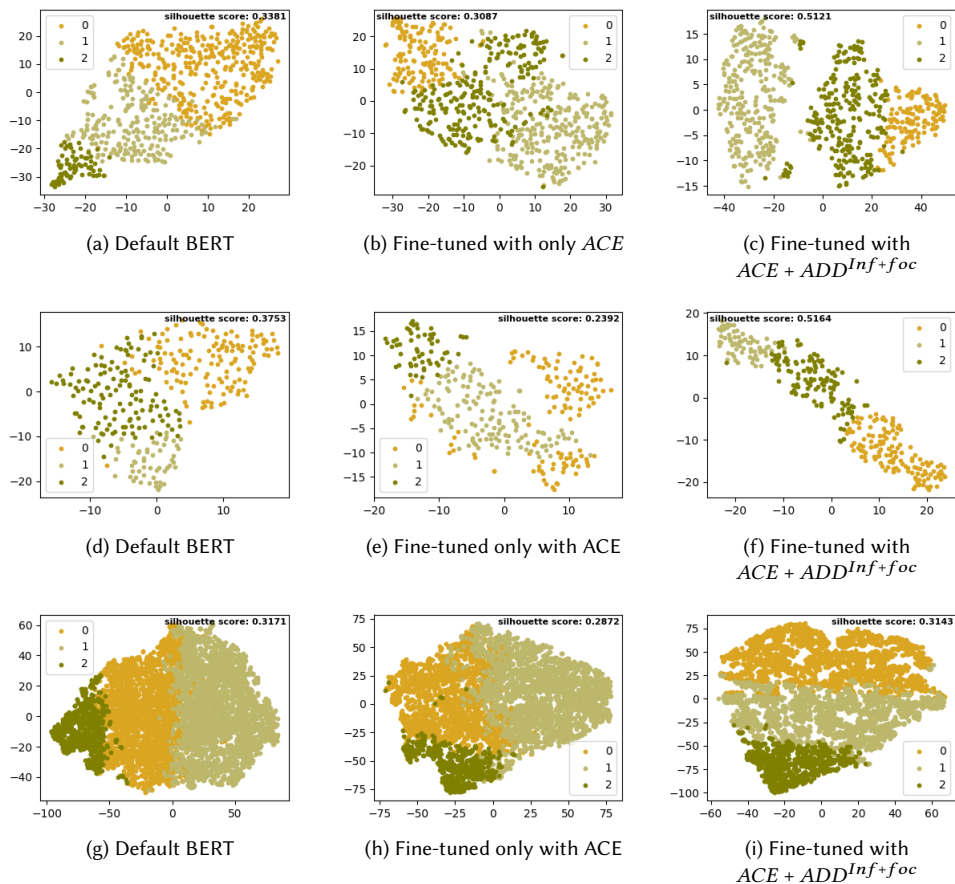 silhouette score: 0.3381
0
1
2
20
10
0
−10
−20
−30
−30 −20 −10 0 10 20
(a) Default BERT
silhouette score: 0.3087
0
1
2
20
10
0
−10
−20
−30 −20 −10 0 10 20 30
(b) Fine-tuned with only ACE
silhouette score: 0.5121
0
1
2
15
10
5
0
−5
−10
−15
−40 −20 0 20 40
(c) Fine-tuned with
ACE + ADD^{Inf+foc}
silhouette score: 0.3753
0
1
2
10
0
−10
−20
−10 0 10
(d) Default BERT
silhouette score: 0.2392
0
1
2
15
10
5
0
−5
−10
−15
−20 −10 0 10
(e) Fine-tuned only with ACE
silhouette score: 0.5164
0
1
2
20
10
0
−10
−20
−20 −10 0 10 20
(f) Fine-tuned with
ACE + ADD^{Inf+foc}
silhouette score: 0.3171
0
1
2
60
40
20
0
−20
−40
−100 −50 0 50
(g) Default BERT
silhouette score: 0.2872
0
1
2
75
50
25
0
−25
−50
−75
−75 −50 −25 0 25 50 75
(h) Fine-tuned only with ACE
silhouette score: 0.3143
0
1
2
75
50
25
0
−25
−50
−75
−100
−60 −40 −20 0 20 40 60
(i) Fine-tuned with
ACE + ADD^{Inf+foc}